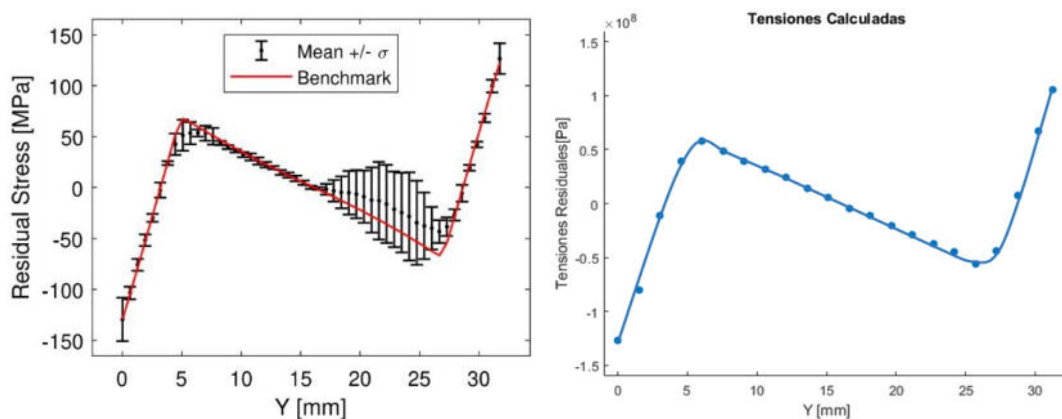 150
100
50
0
-50
-100
-150
Residual Stress [MPa]
Mean +/- σ
Benchmark
0 5 10 15 20 25 30
Y [mm]
Tensiones Calculadas
× 10⁸
1.5
1
0.5
0
-0.5
-1
-1.5
Tensiones Residuales[Pa]
0 5 10 15 20 25 30
Y [mm]